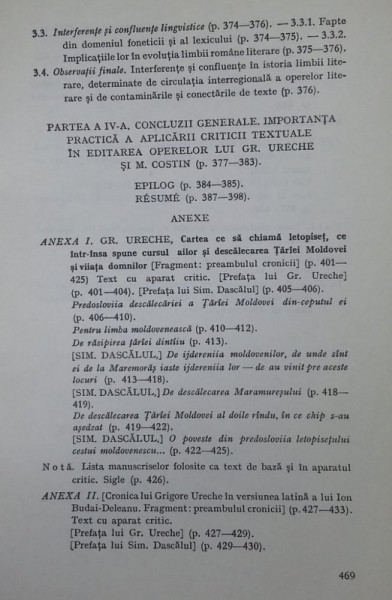 3.3. Interferențe și confluențe lingvistice (p. 374—376). — 3.3.1. Fapte
din domeniul foneticii și al lexicului (p. 374—375). — 3.3.2.
Implicațiile lor în evoluția limbii române literare (p. 375—376).
3.4. Observații finale. Interferențe și confluențe în istoria limbii lite-
rare, determinate de circulația interregională a operelor lite-
rare și de contaminările și conectările de texte (p. 376).
PARTEA A IV-A. CONCLUZII GENERALE. IMPORTANȚA
PRACTICĂ A APLICĂRII CRITICII TEXTUALE
ÎN EDITAREA OPERELOR LUI GR. URECHE
ȘI M. COSTIN (p. 377—383).
EPILOG (p. 384—385).
RÉSUMÉ (p. 387—398).
ANEXE
ANEXA I. GR. URECHE, Cartea ce să chiamă letopiseț, ce
într-însa spune cursul ailor și descălecarea Țărîei Moldovei
și viiața domnilor [Fragment: preambulul cronicii] (p. 401—
425) Text cu aparat critic. [Prefața lui Gr. Ureche]
(p. 401—404). [Prefața lui Sim. Dascălul] (p. 405—406).
Predosloviia descălecăriei a Țărîei Moldovei din-ceputul ei
(p. 406—410).
Pentru limba moldovenească (p. 410—412).
De răsipirea țărîei dintîiu (p. 413).
[SIM. DASCĂLUL,] De ijdereniia moldovenilor, de unde sînt
ei de la Maremorăș iaste ijdereniia lor — de au vinit pre aceste
locuri (p. 413—418).
[SIM. DASCĂLUL,] De descălecarea Maramureșului (p. 418—
419).
De descălecarea Țărîei Moldovei al doile rîndu, în ce chip s-au
aședzat (p. 419—422).
[SIM. DASCĂLUL,] O poveste din predosloviia letopisețului
cestui moldovenescu... (p. 422—425).
Notă. Lista manuscriselor folosite ca text de bază și în aparatul
critic. Sigle (p. 426).
ANEXA II. [Cronica lui Grigore Ureche în versiunea latină a lui Ion
Budai-Deleanu. Fragment: preambulul cronicii] (p. 427—433).
Text cu aparat critic.
[Prefața lui Gr. Ureche] (p. 427—429).
[Prefața lui Sim. Dascălul] (p. 429—430).
469